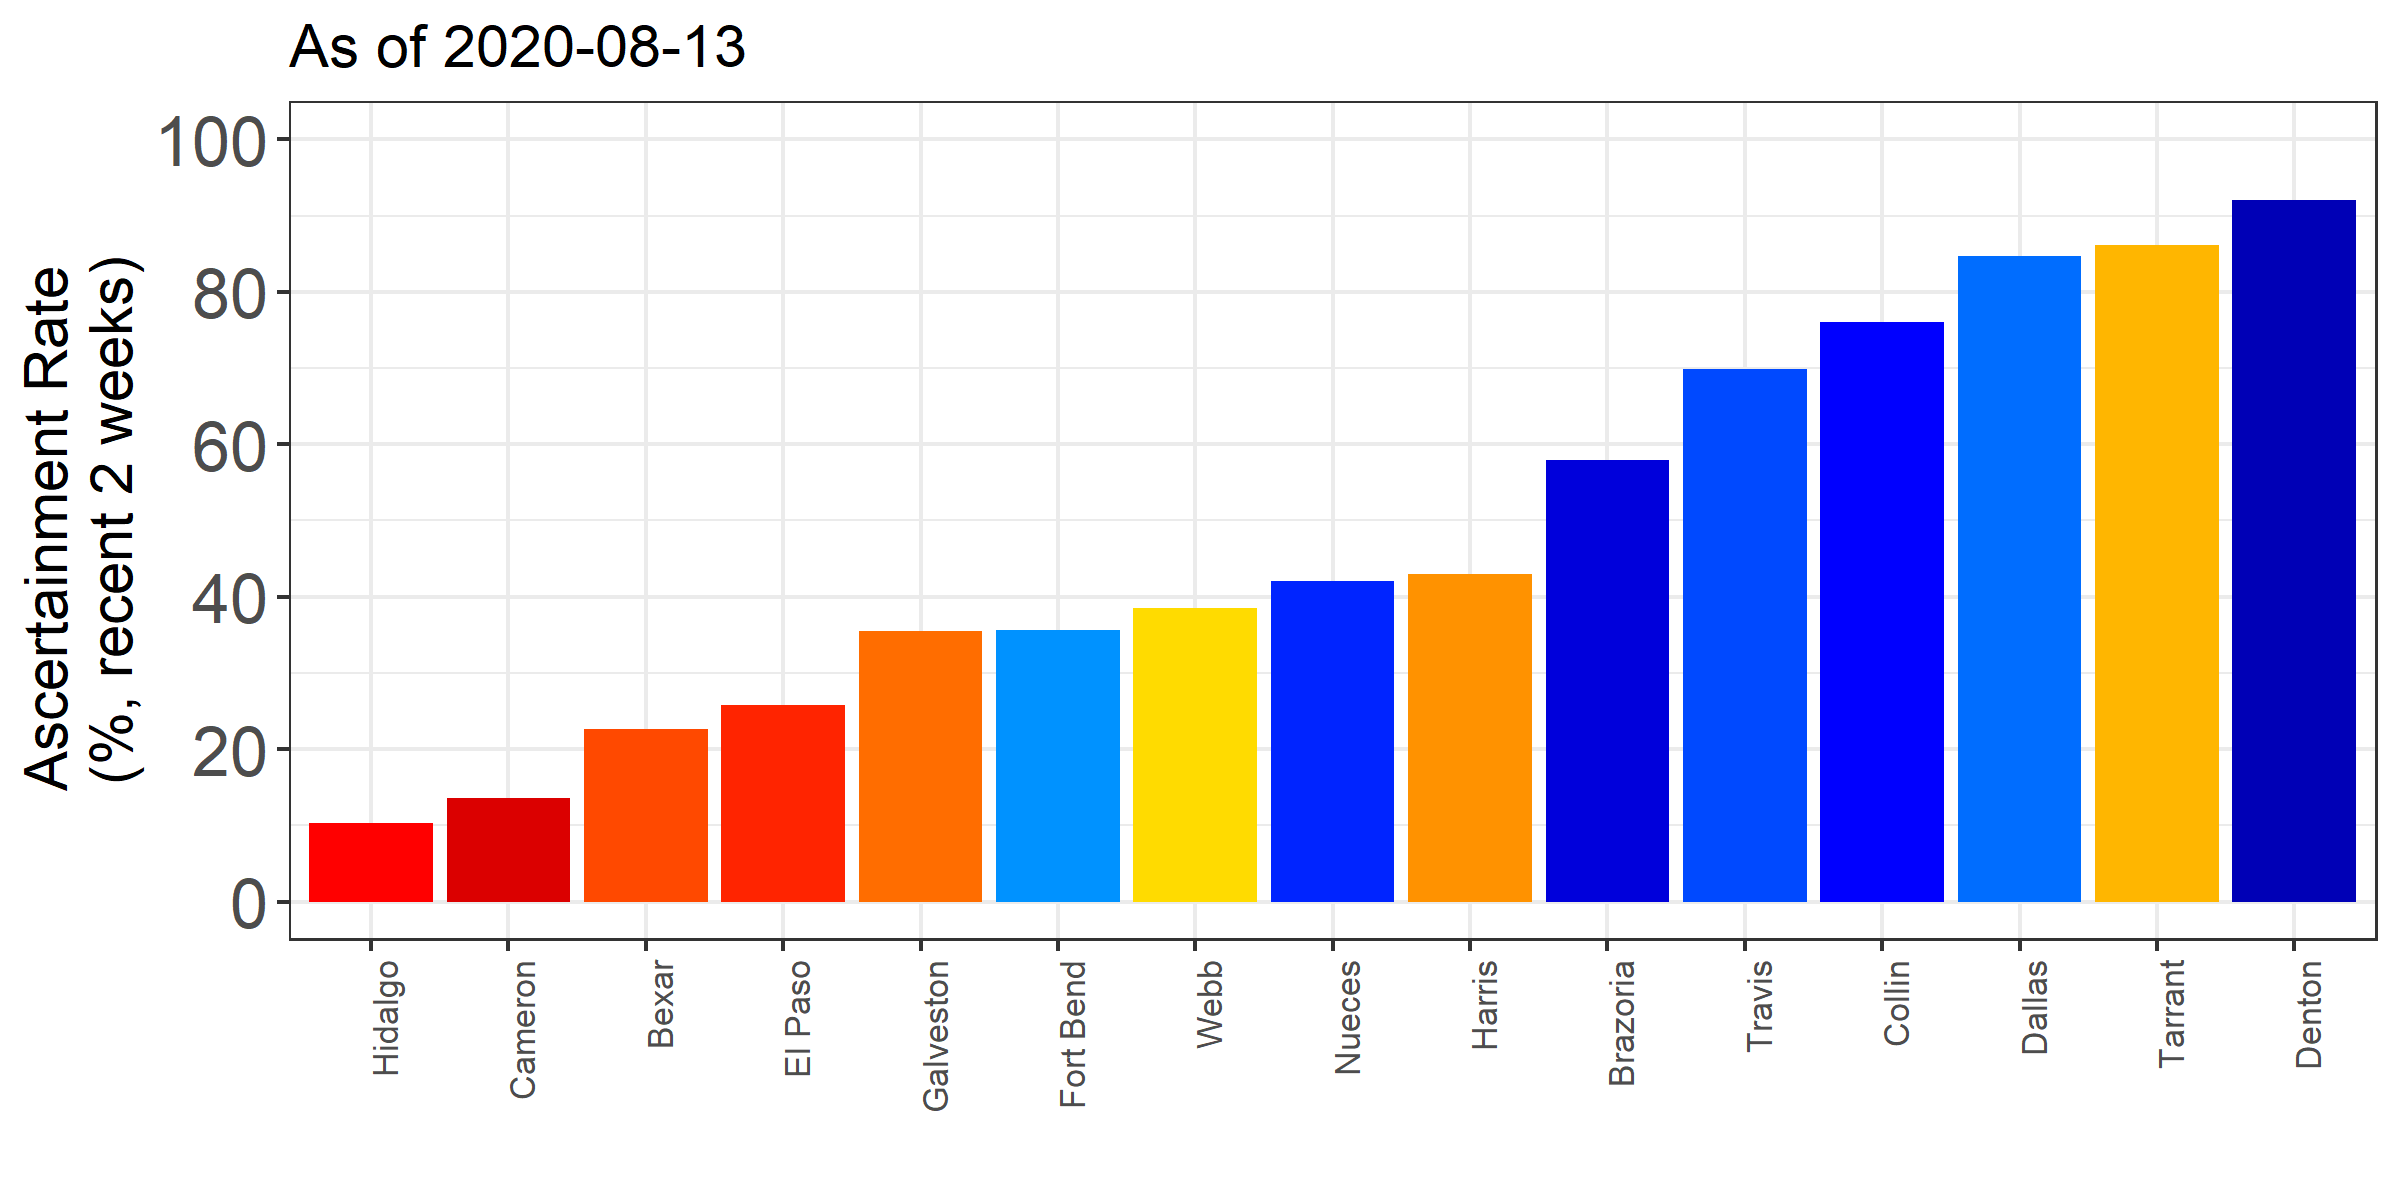 As of 2020-08-13
Ascertainment Rate
(%, recent 2 weeks)
100
80
60
40
20
0
Hidalgo
Cameron
Bexar
El Paso
Galveston
Fort Bend
Webb
Nueces
Harris
Brazoria
Travis
Collin
Dallas
Tarrant
Denton